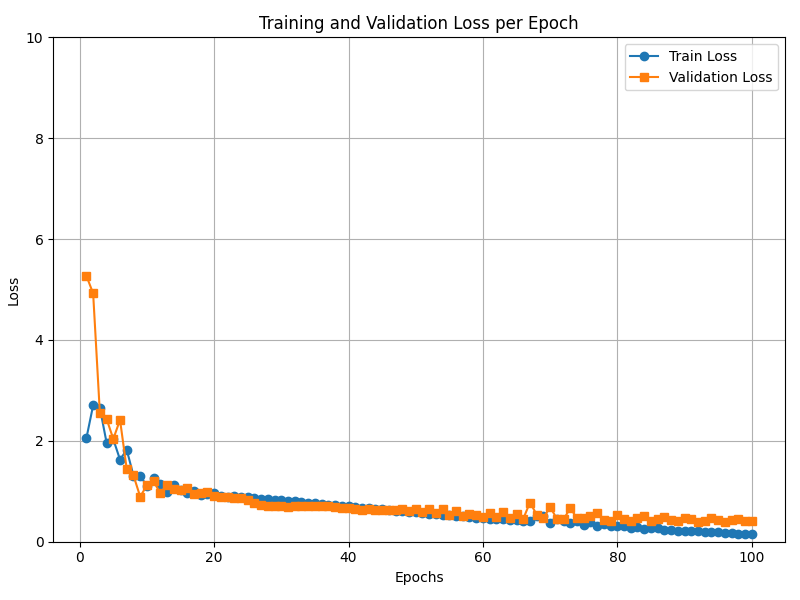 Training and Validation Loss per Epoch
Train Loss
Validation Loss
10
8
6
4
2
0
Loss
0 20 40 60 80 100
Epochs